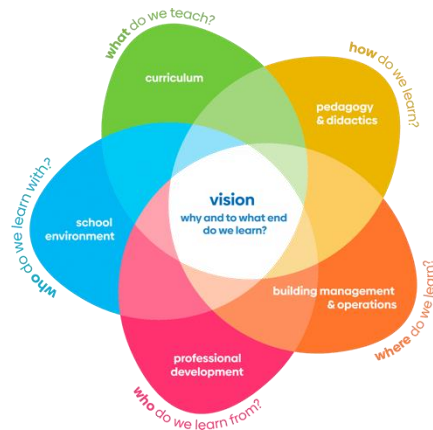 what do we teach?
curriculum
how do we learn?
pedagogy
& didactics
who do we learn with?
school
environment
vision
why and to what end
do we learn?
building management
& operations
where do we learn?
professional
development
who do we learn from?